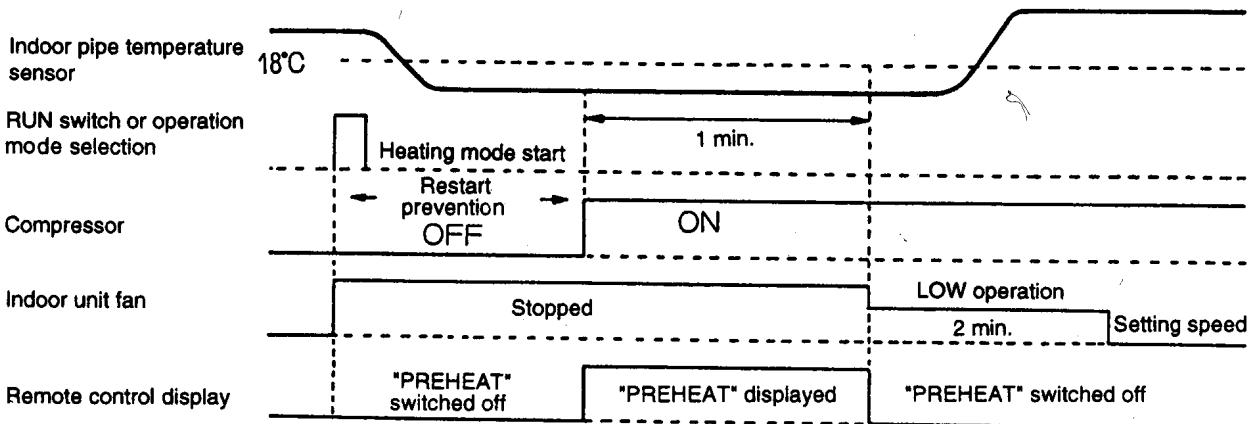 Indoor pipe temperature
sensor
18°C
RUN switch or operation
mode selection
Heating mode start
1 min.
Restart
prevention
Compressor
OFF
ON
Indoor unit fan
Stopped
LOW operation
2 min.
Setting speed
Remote control display
"PREHEAT"
switched off
"PREHEAT" displayed
"PREHEAT" switched off